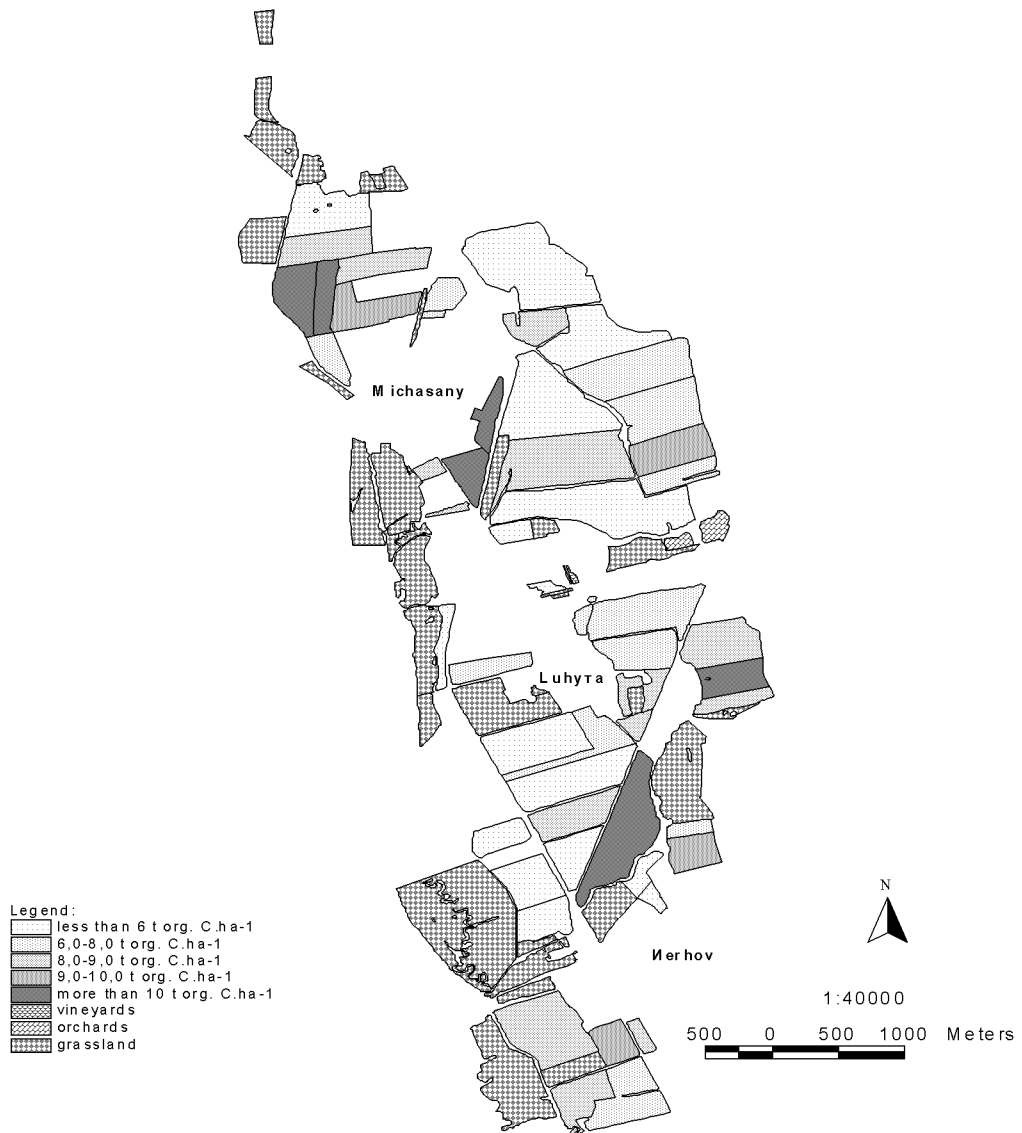 Michasany
Luhyта
Иerhov
N
Legend:
less than 6 t org. C.ha-1
6,0-8,0 t org. C.ha-1
8,0-9,0 t org. C.ha-1
9,0-10,0 t org. C.ha-1
more than 10 t org. C.ha-1
vineyards
orchards
grassland
1:40000
500 0 500 1000 Meters